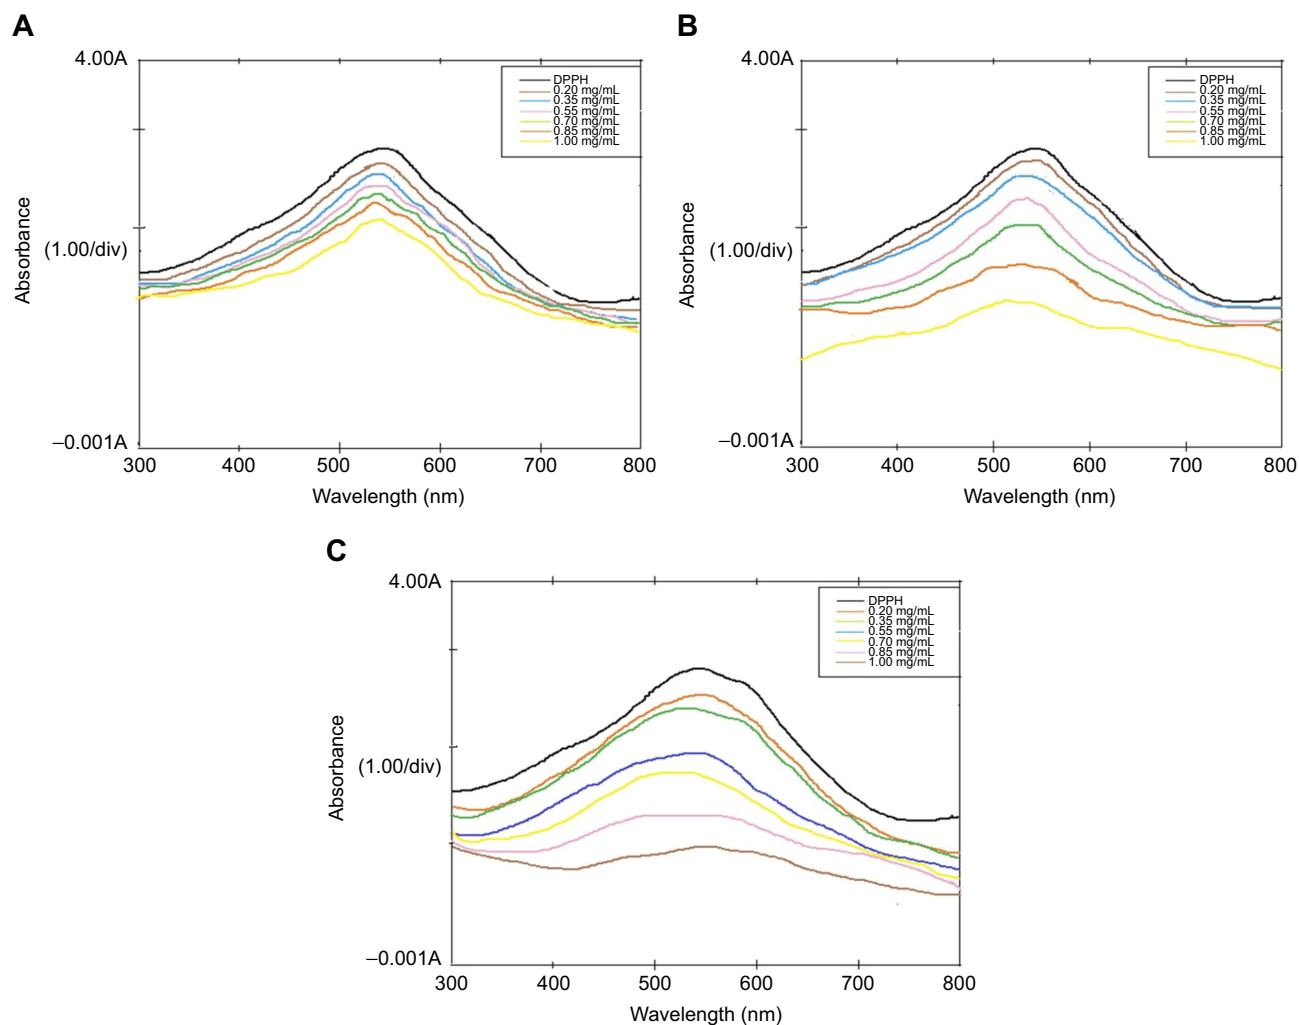 A
4.00A
DPPH
0.20 mg/mL
0.35 mg/mL
0.55 mg/mL
0.70 mg/mL
0.85 mg/mL
1.00 mg/mL
Absorbance
(1.00/div)
−0.001A
300 400 500 600 700 800
Wavelength (nm)
B
4.00A
DPPH
0.20 mg/mL
0.35 mg/mL
0.55 mg/mL
0.70 mg/mL
0.85 mg/mL
1.00 mg/mL
Absorbance
(1.00/div)
−0.001A
300 400 500 600 700 800
Wavelength (nm)
C
4.00A
DPPH
0.20 mg/mL
0.35 mg/mL
0.55 mg/mL
0.70 mg/mL
0.85 mg/mL
1.00 mg/mL
Absorbance
(1.00/div)
−0.001A
300 400 500 600 700 800
Wavelength (nm)